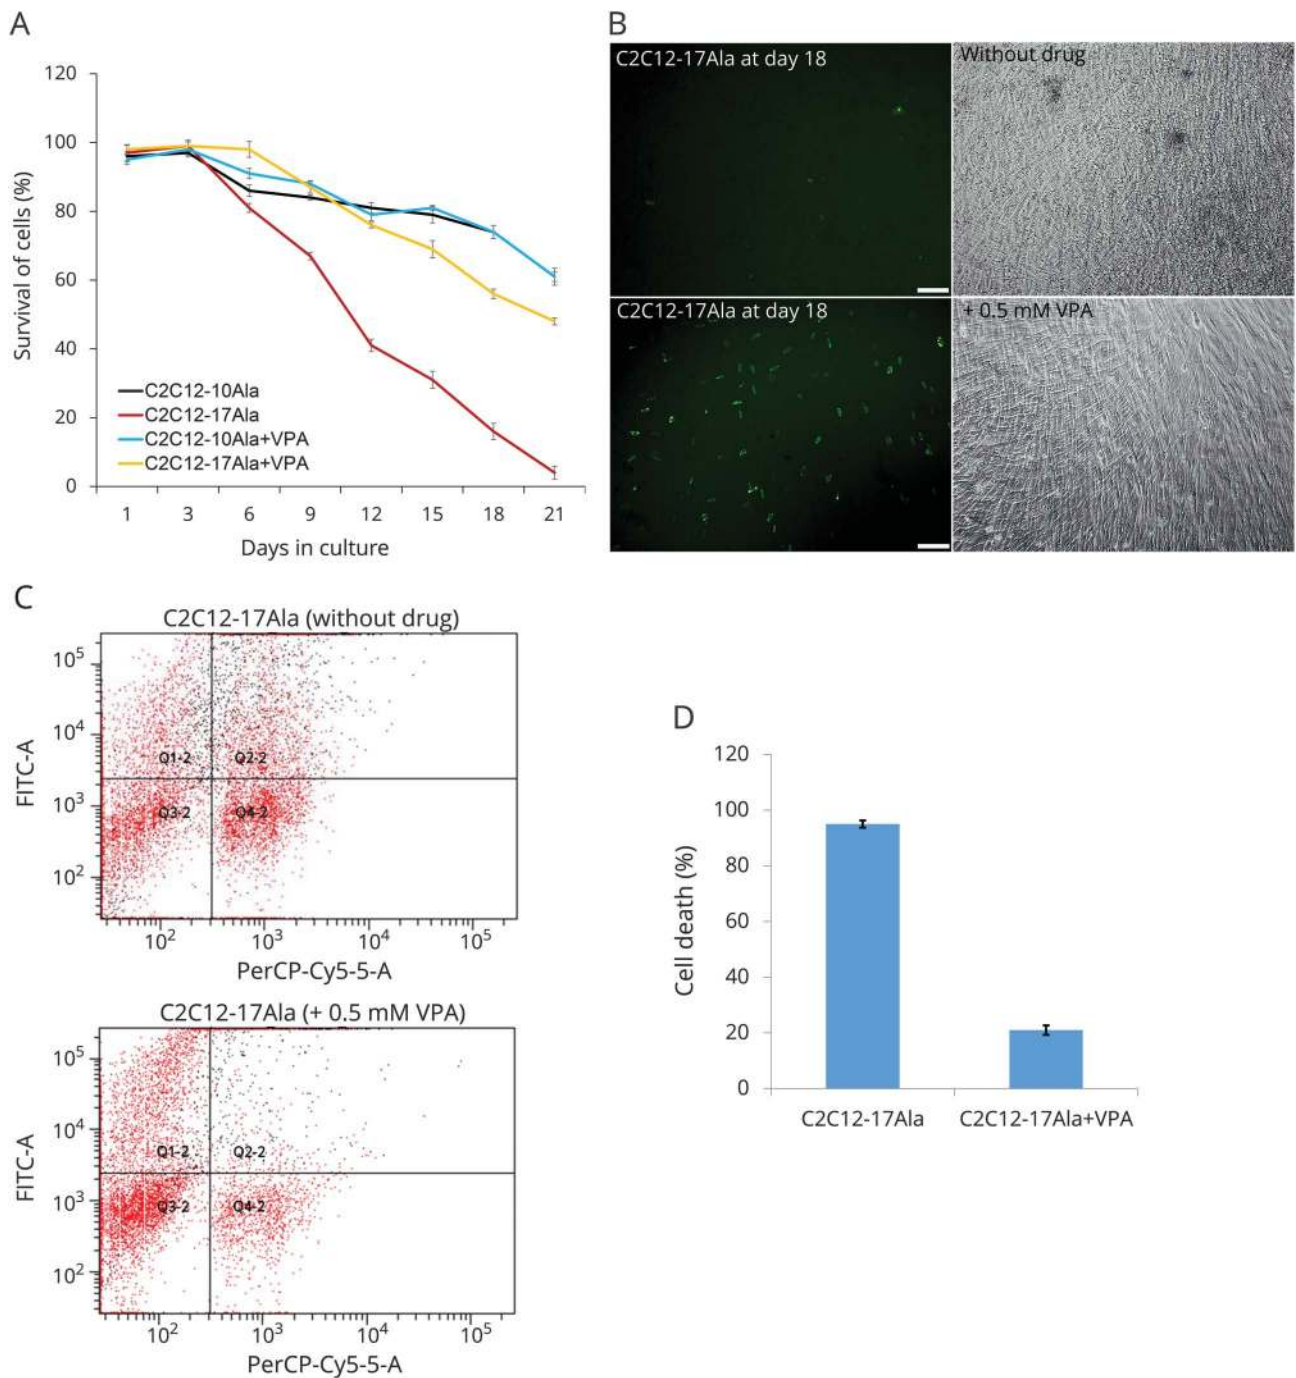 A
120
100
80
60
40
20
0
Survival of cells (%)
C2C12-10Ala
C2C12-17Ala
C2C12-10Ala+VPA
C2C12-17Ala+VPA
1 3 6 9 12 15 18 21
Days in culture
B
C2C12-17Ala at day 18
Without drug
C2C12-17Ala at day 18
+ 0.5 mM VPA
C
C2C12-17Ala (without drug)
10⁵
10⁴
10³
10²
FITC-A
Q1-2 Q2-2
Q3-2 Q4-2
10² 10³ 10⁴ 10⁵
PerCP-Cy5-5-A
C2C12-17Ala (+ 0.5 mM VPA)
10⁵
10⁴
10³
10²
FITC-A
Q1-2 Q2-2
Q3-2 Q4-2
10² 10³ 10⁴ 10⁵
PerCP-Cy5-5-A
D
120
100
80
60
40
20
0
Cell death (%)
C2C12-17Ala C2C12-17Ala+VPA